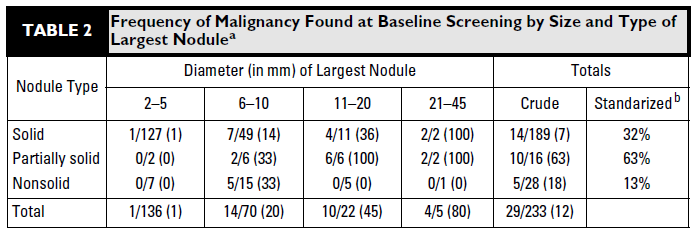 TABLE 2
Frequency of Malignancy Found at Baseline Screening by Size and Type of
Largest Nodulea
Nodule Type
Diameter (in mm) of Largest Nodule
Totals
2–5 6–10 11–20 21–45 Crude Standarizedb
Solid 1/127 (1) 7/49 (14) 4/11 (36) 2/2 (100) 14/189 (7) 32%
Partially solid 0/2 (0) 2/6 (33) 6/6 (100) 2/2 (100) 10/16 (63) 63%
Nonsolid 0/7 (0) 5/15 (33) 0/5 (0) 0/1 (0) 5/28 (18) 13%
Total 1/136 (1) 14/70 (20) 10/22 (45) 4/5 (80) 29/233 (12)